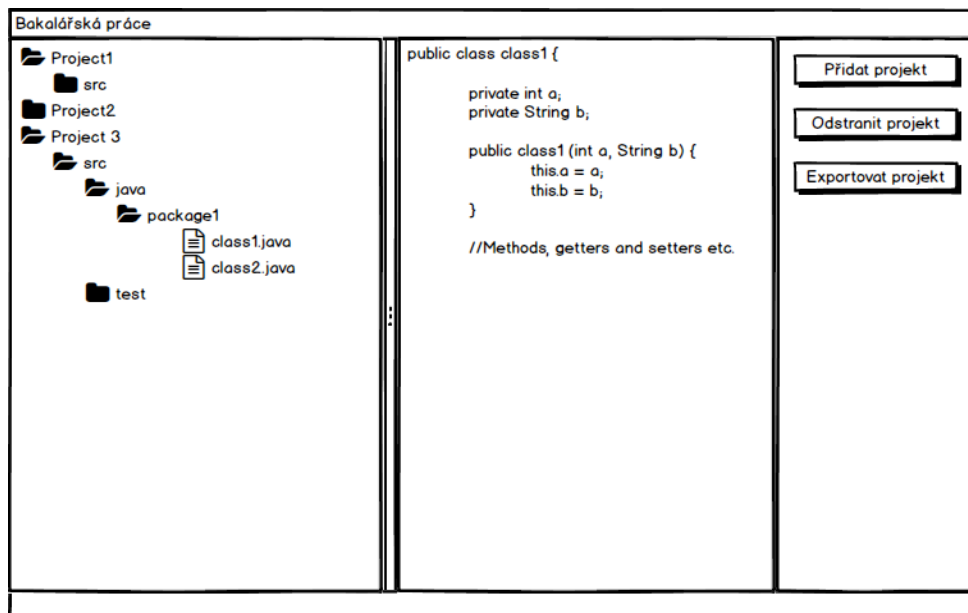 Bakalářská práce
Project1
src
Project2
Project 3
src
java
package1
class1.java
class2.java
test
public class class1 {
private int a;
private String b;
public class1 (int a, String b) {
this.a = a;
this.b = b;
}
//Methods, getters and setters etc.
Přidat projekt
Odstranit projekt
Exportovat projekt